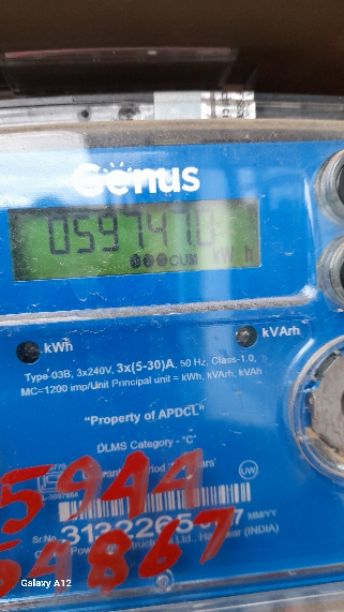 Genus
059747.0
CUM kW h
kWh
kVArh
Type-03B, 3x240V, 3x(5-30)A, 50 Hz, Class-1.0,
MC=1200 imp/Unit Principal unit = kWh, kVArh, kVAh
"Property of APDCL"
DLMS Category - "C"
5944
Sr.No. MM/YY
(INDIA)
54867
Galaxy A12